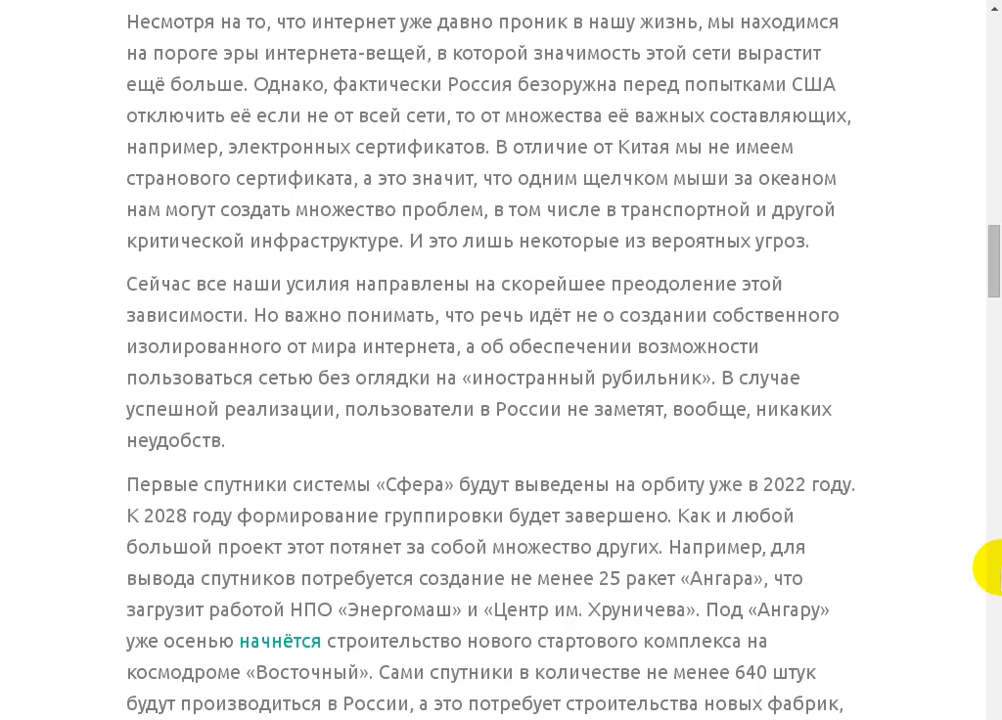 Несмотря на то, что интернет уже давно проник в нашу жизнь, мы находимся
на пороге эры интернета-вещей, в которой значимость этой сети вырастит
ещё больше. Однако, фактически Россия безоружна перед попытками США
отключить её если не от всей сети, то от множества её важных составляющих,
например, электронных сертификатов. В отличие от Китая мы не имеем
странового сертификата, а это значит, что одним щелчком мыши за океаном
нам могут создать множество проблем, в том числе в транспортной и другой
критической инфраструктуре. И это лишь некоторые из вероятных угроз.
Сейчас все наши усилия направлены на скорейшее преодоление этой
зависимости. Но важно понимать, что речь идёт не о создании собственного
изолированного от мира интернета, а об обеспечении возможности
пользоваться сетью без оглядки на «иностранный рубильник». В случае
успешной реализации, пользователи в России не заметят, вообще, никаких
неудобств.
Первые спутники системы «Сфера» будут выведены на орбиту уже в 2022 году.
К 2028 году формирование группировки будет завершено. Как и любой
большой проект этот потянет за собой множество других. Например, для
вывода спутников потребуется создание не менее 25 ракет «Ангара», что
загрузит работой НПО «Энергомаш» и «Центр им. Хруничева». Под «Ангару»
уже осенью начнётся строительство нового стартового комплекса на
космодроме «Восточный». Сами спутники в количестве не менее 640 штук
будут производиться в России, а это потребует строительства новых фабрик,